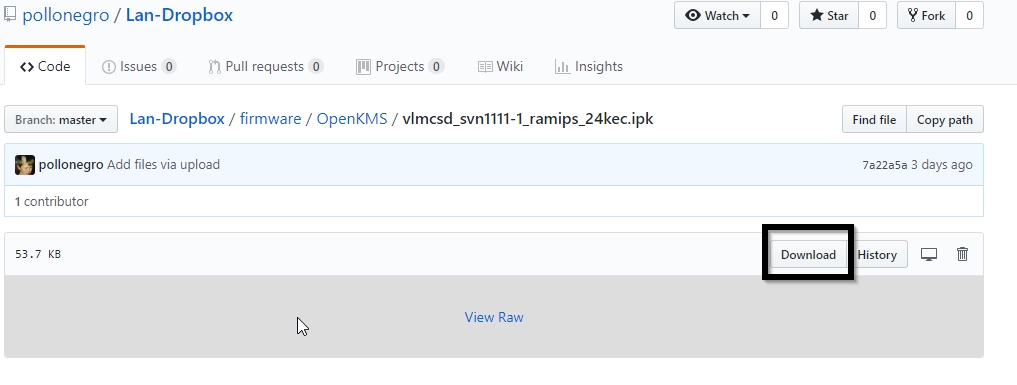 pollonegro / Lan-Dropbox
Watch 0 Star 0 Fork 0
Code Issues 0 Pull requests 0 Projects 0 Wiki Insights
Branch: master Lan-Dropbox / firmware / OpenKMS / vlmcsd_svn1111-1_ramips_24kec.ipk Find file Copy path
pollonegro Add files via upload 7a22a5a 3 days ago
1 contributor
53.7 KB Download History
View Raw